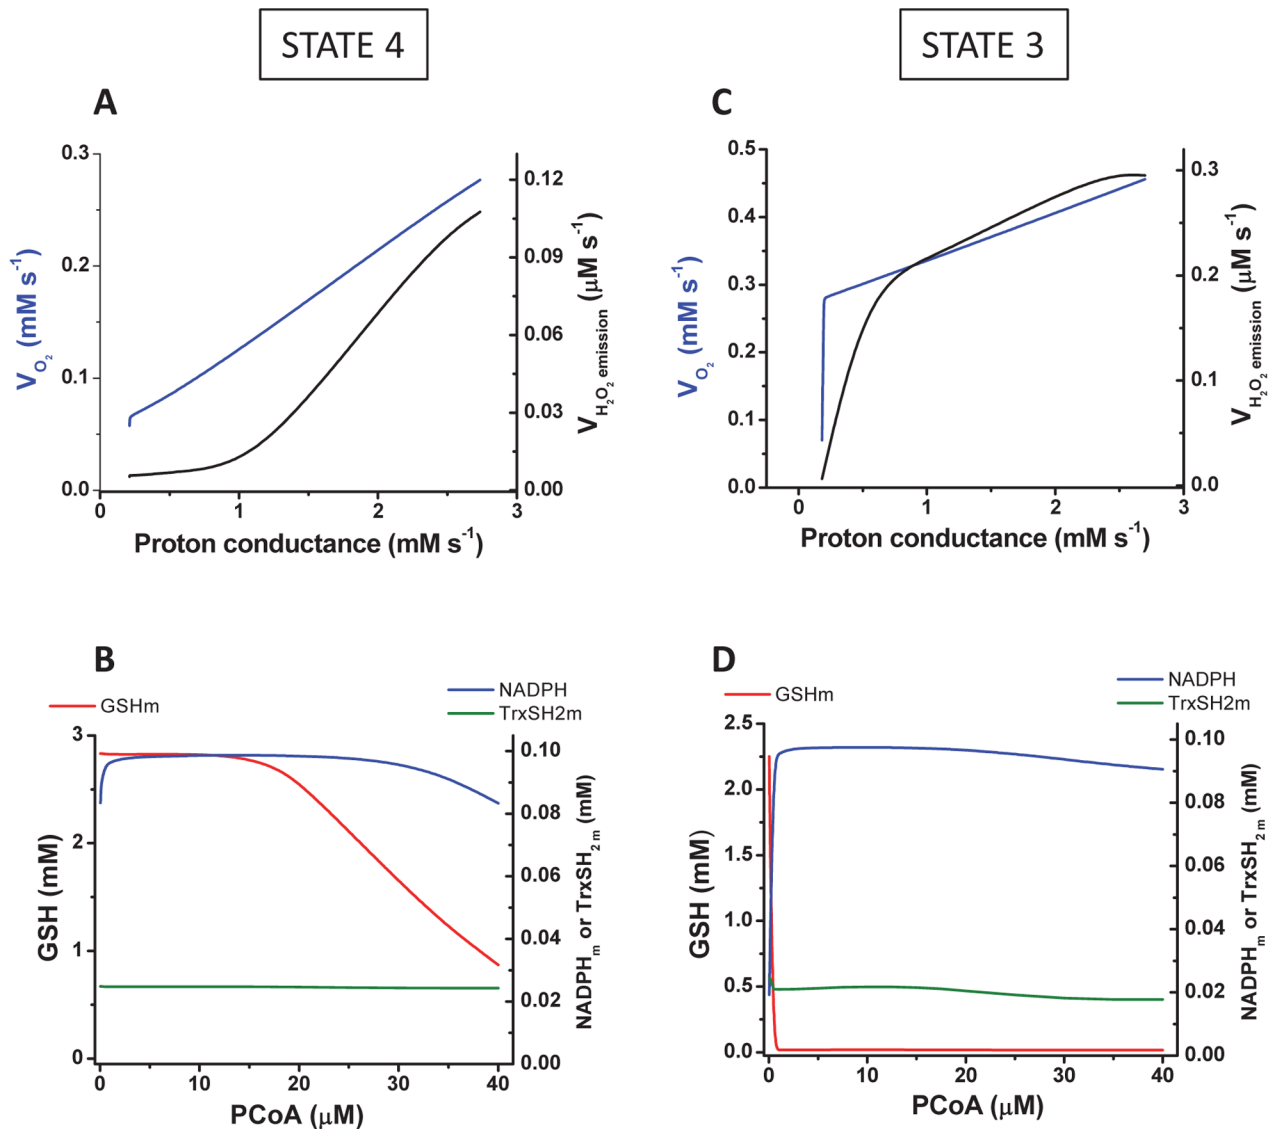 STATE 4
STATE 3
A
0.3
0.2
0.1
0.0
V O2 (mM s-1)
0.12
0.09
0.06
0.03
0.00
V H2O2 emission (μM s-1)
0
1
2
3
Proton conductance (mM s-1)
C
0.5
0.4
0.3
0.2
0.1
0.0
V O2 (mM s-1)
0.3
0.2
0.1
0.0
V H2O2 emission (μM s-1)
0
1
2
3
Proton conductance (mM s-1)
B
GSHm
NADPH
TrxSH2m
3
2
1
0
GSH (mM)
0.10
0.08
0.06
0.04
0.02
0.00
NADPHm or TrxSH2 m (mM)
0
10
20
30
40
PCoA (μM)
D
GSHm
NADPH
TrxSH2m
2.5
2.0
1.5
1.0
0.5
0.0
GSH (mM)
0.10
0.08
0.06
0.04
0.02
0.00
NADPHm or TrxSH2 m (mM)
0
10
20
30
40
PCoA (μM)